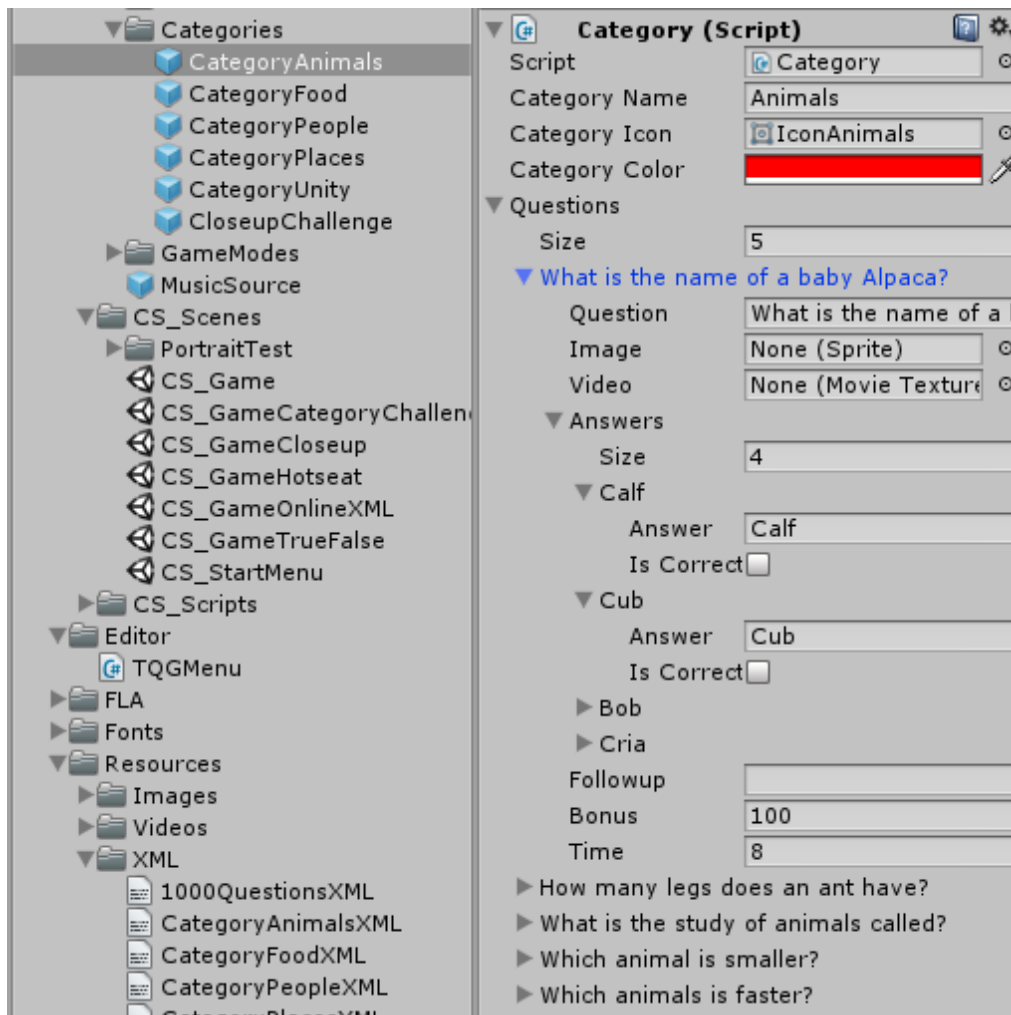 Categories
CategoryAnimals
CategoryFood
CategoryPeople
CategoryPlaces
CategoryUnity
CloseupChallenge
GameModes
MusicSource
CS_Scenes
PortraitTest
CS_Game
CS_GameCategoryChallen
CS_GameCloseup
CS_GameHotseat
CS_GameOnlineXML
CS_GameTrueFalse
CS_StartMenu
CS_Scripts
Editor
TQGMenu
FLA
Fonts
Resources
Images
Videos
XML
1000QuestionsXML
CategoryAnimalsXML
CategoryFoodXML
CategoryPeopleXML
CategoryPlacesXML
Category (Script)
Script Category
Category Name Animals
Category Icon IconAnimals
Category Color
Questions
Size 5
What is the name of a baby Alpaca?
Question What is the name of a
Image None (Sprite)
Video None (Movie Texture
Answers
Size 4
Calf
Answer Calf
Is Correct
Cub
Answer Cub
Is Correct
Bob
Cria
Followup
Bonus 100
Time 8
How many legs does an ant have?
What is the study of animals called?
Which animal is smaller?
Which animals is faster?